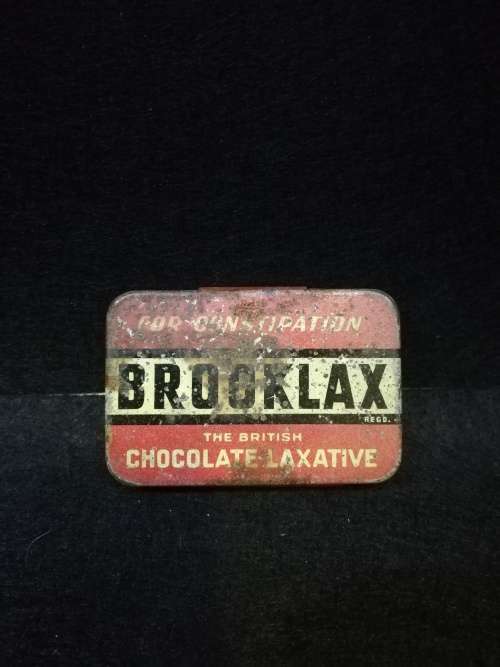 FOR CONSTIPATION
BROOKLAX
REGD.
THE BRITISH
CHOCOLATE LAXATIVE